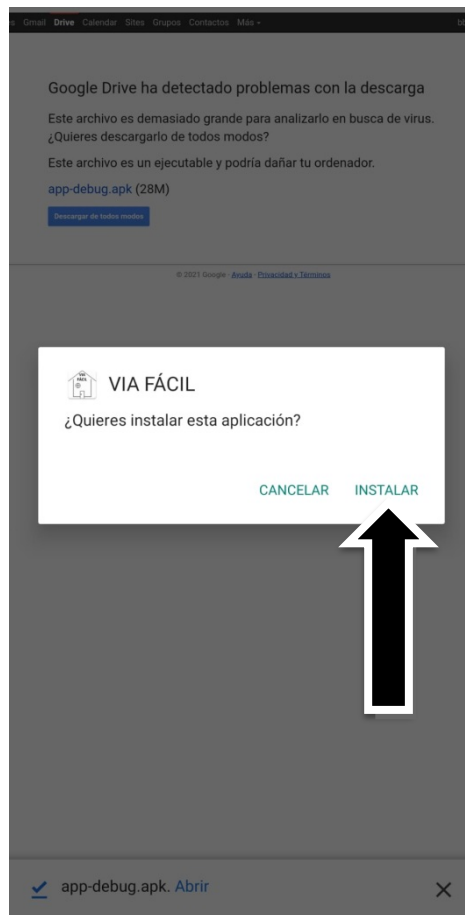 Gmail Drive Calendar Sites Grupos Contactos Más
Google Drive ha detectado problemas con la descarga
Este archivo es demasiado grande para analizarlo en busca de virus.
¿Quieres descargarlo de todos modos?
Este archivo es un ejecutable y podría dañar tu ordenador.
app-debug.apk (28M)
Descargar de todos modos
© 2021 Google - Ayuda - Privacidad y Términos
VIA FÁCIL
VIA FÁCIL
¿Quieres instalar esta aplicación?
CANCELAR INSTALAR
app-debug.apk. Abrir